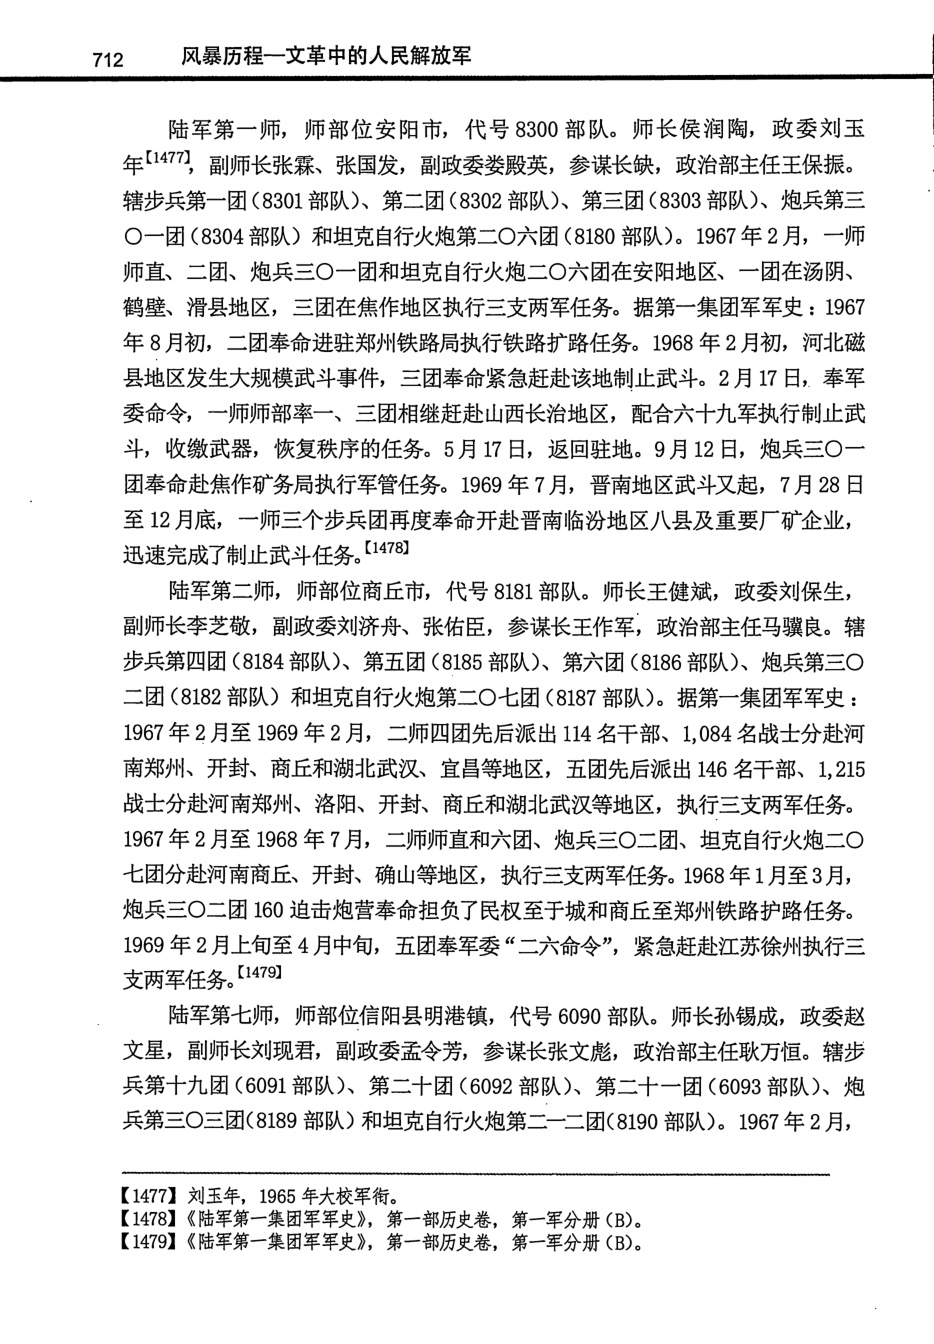 712 风暴历程—文革中的人民解放军
陆军第一师，师部位安阳市，代号 8300 部队。师长侯润陶，政委刘玉
年【1477】，副师长张霖、张国发，副政委娄殿英，参谋长缺，政治部主任王保振。
辖步兵第一团（8301 部队）、第二团（8302 部队）、第三团（8303 部队）、炮兵第三
〇一团（8304 部队）和坦克自行火炮第二〇六团（8180 部队）。1967 年 2 月，一师
师直、二团、炮兵三〇一团和坦克自行火炮二〇六团在安阳地区、一团在汤阴、
鹤壁、滑县地区，三团在焦作地区执行三支两军任务。据第一集团军军史：1967
年 8 月初，二团奉命进驻郑州铁路局执行铁路扩路任务。1968 年 2 月初，河北磁
县地区发生大规模武斗事件，三团奉命紧急赶赴该地制止武斗。2 月 17 日，奉军
委命令，一师师部率一、三团相继赶赴山西长治地区，配合六十九军执行制止武
斗，收缴武器，恢复秩序的任务。5 月 17 日，返回驻地。9 月 12 日，炮兵三〇一
团奉命赴焦作矿务局执行军管任务。1969 年 7 月，晋南地区武斗又起，7 月 28 日
至 12 月底，一师三个步兵团再度奉命开赴晋南临汾地区八县及重要厂矿企业，
迅速完成了制止武斗任务。【1478】
陆军第二师，师部位商丘市，代号 8181 部队。师长王健斌，政委刘保生，
副师长李芝敬，副政委刘济舟、张佑臣，参谋长王作军，政治部主任马骥良。辖
步兵第四团（8184 部队）、第五团（8185 部队）、第六团（8186 部队）、炮兵第三〇
二团（8182 部队）和坦克自行火炮第二〇七团（8187 部队）。据第一集团军军史：
1967 年 2 月至 1969 年 2 月，二师四团先后派出 114 名干部、1,084 名战士分赴河
南郑州、开封、商丘和湖北武汉、宜昌等地区，五团先后派出 146 名干部、1,215
战士分赴河南郑州、洛阳、开封、商丘和湖北武汉等地区，执行三支两军任务。
1967 年 2 月至 1968 年 7 月，二师师直和六团、炮兵三〇二团、坦克自行火炮二〇
七团分赴河南商丘、开封、确山等地区，执行三支两军任务。1968 年 1 月至 3 月，
炮兵三〇二团 160 迫击炮营奉命担负了民权至于城和商丘至郑州铁路护路任务。
1969 年 2 月上旬至 4 月中旬，五团奉军委“二六命令”，紧急赶赴江苏徐州执行三
支两军任务。【1479】
陆军第七师，师部位信阳县明港镇，代号 6090 部队。师长孙锡成，政委赵
文星，副师长刘现君，副政委孟令芳，参谋长张文彪，政治部主任耿万恒。辖步
兵第十九团（6091 部队）、第二十团（6092 部队）、第二十一团（6093 部队）、炮
兵第三〇三团（8189 部队）和坦克自行火炮第二一二团（8190 部队）。1967 年 2 月，
【1477】刘玉年，1965 年大校军衔。
【1478】《陆军第一集团军军史》，第一部历史卷，第一军分册（B）。
【1479】《陆军第一集团军军史》，第一部历史卷，第一军分册（B）。